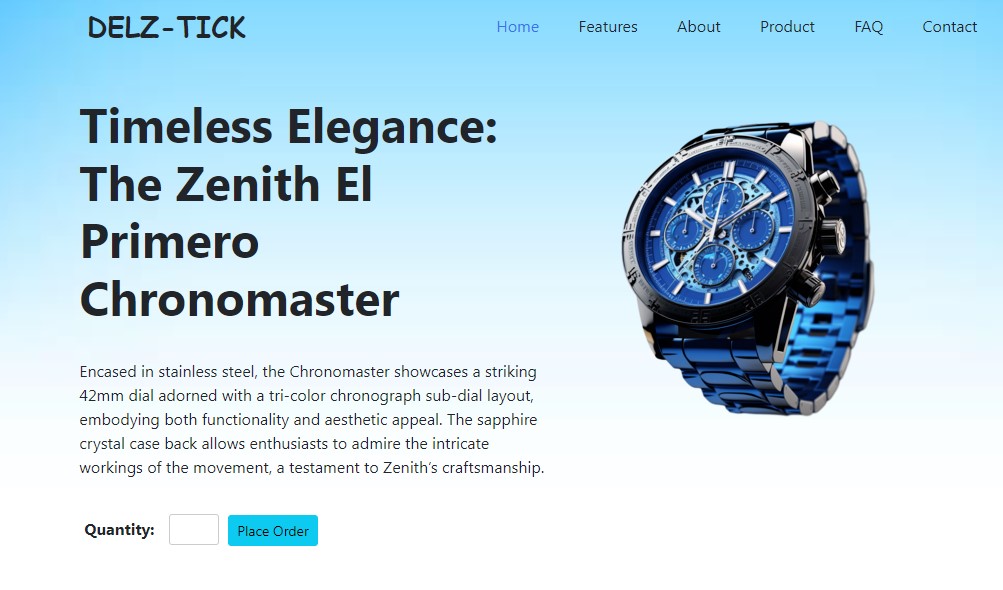 DELZ-TICK
Home Features About Product FAQ Contact
Timeless Elegance:
The Zenith El
Primero
Chronomaster
Encased in stainless steel, the Chronomaster showcases a striking
42mm dial adorned with a tri-color chronograph sub-dial layout,
embodying both functionality and aesthetic appeal. The sapphire
crystal case back allows enthusiasts to admire the intricate
workings of the movement, a testament to Zenith's craftsmanship.
Quantity: Place Order